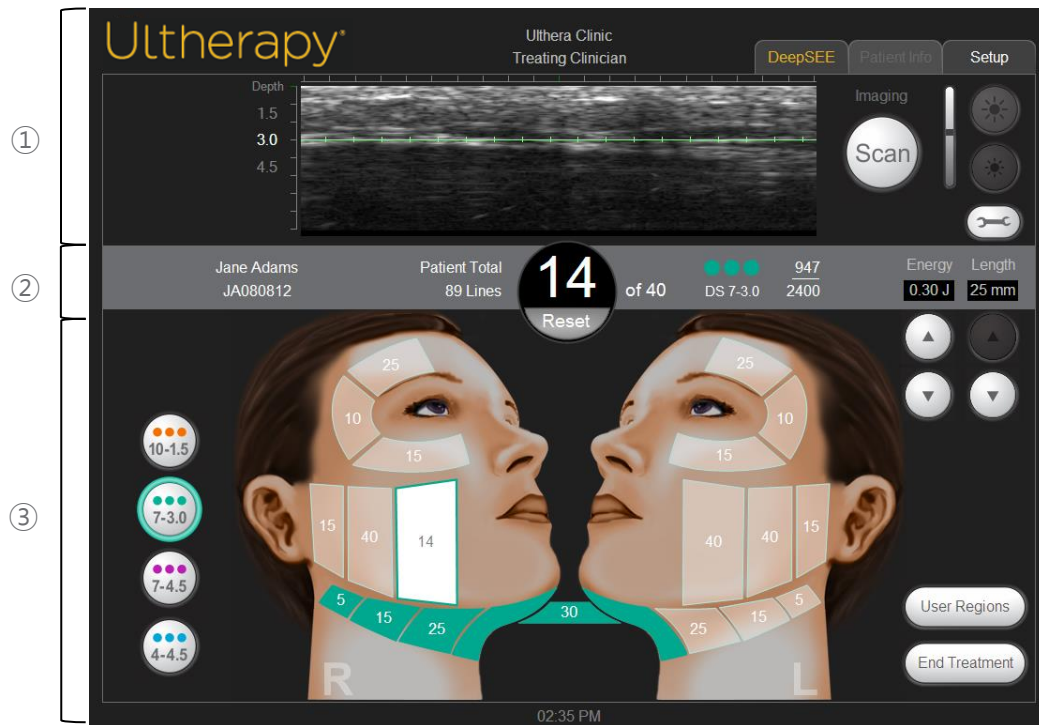 Ultherapy
Ulthera Clinic
Treating Clinician
DeepSEE
Patient Info
Setup
①
Depth
1.5
3.0
4.5
Imaging
Scan
②
Jane Adams
JA080812
Patient Total
89 Lines
14
Reset
of 40
DS 7-3.0
947
2400
Energy
0.30 J
Length
25 mm
③
10-1.5
7-3.0
7-4.5
4-4.5
25
10
15
15
40
14
5
15
25
30
25
10
15
40
40
15
25
15
5
R
L
User Regions
End Treatment
02:35 PM